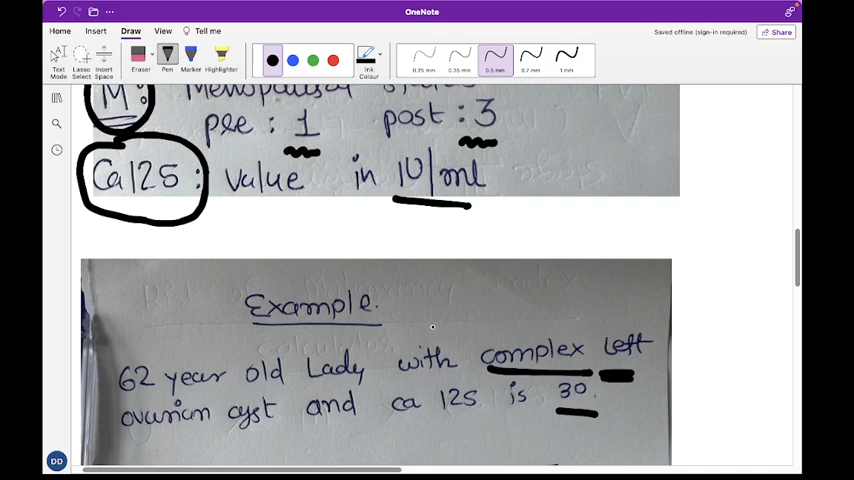 OneNote
Home Insert Draw View Tell me
Saved offline (sign-in required) Share
Text Mode
Lasso Select
Insert Space
Eraser Pen Marker Highlighter
Ink Colour
0.25 mm 0.35 mm 0.5 mm 0.7 mm 1 mm
M: Menopausal
pre: 1 post: 3
Ca125: value in IU/ml
Example.
62 year old Lady with complex left
ovarian cyst and ca 125 is 30.
DD